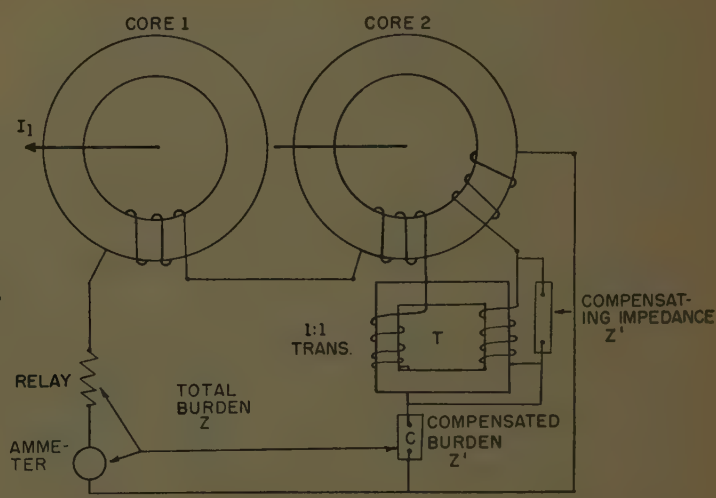 CORE 1
CORE 2
I1
1:1
TRANS.
T
COMPENSAT-
ING IMPEDANCE
Z'
RELAY
TOTAL
BURDEN
Z
AMME-
TER
C
COMPENSATED
BURDEN
Z'